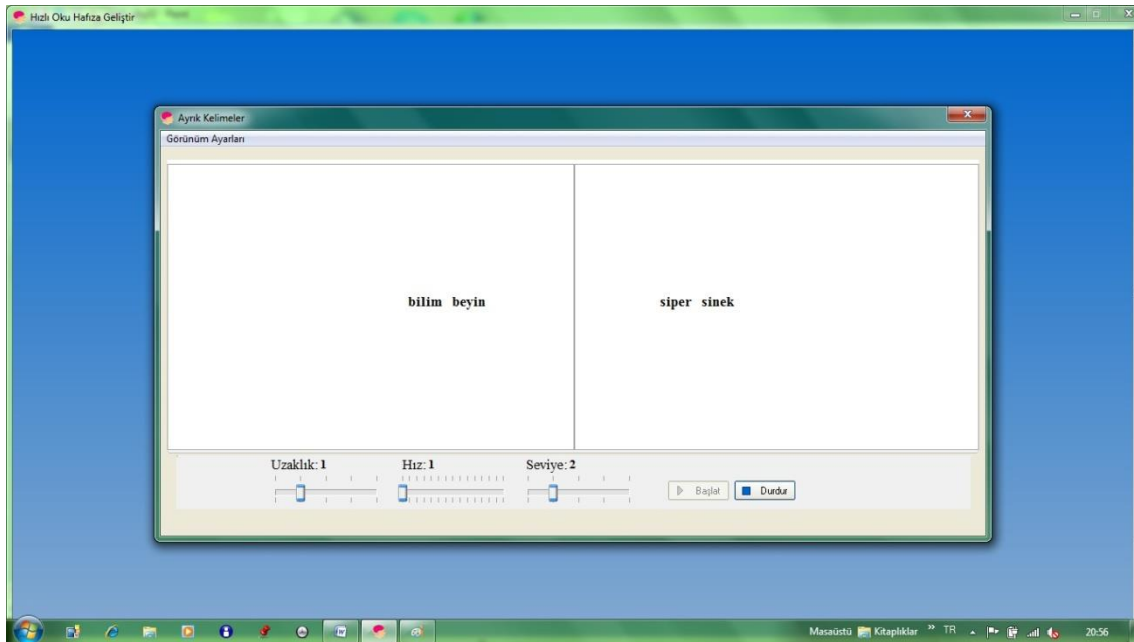 Hızlı Oku Hafıza Geliştir
Ayrık Kelimeler
Görünüm Ayarları
bilim beyin siper sinek
Uzaklık: 1 Hız: 1 Seviye: 2
Başlat Durdur
Masaüstü Kitaplıklar » TR 20:56